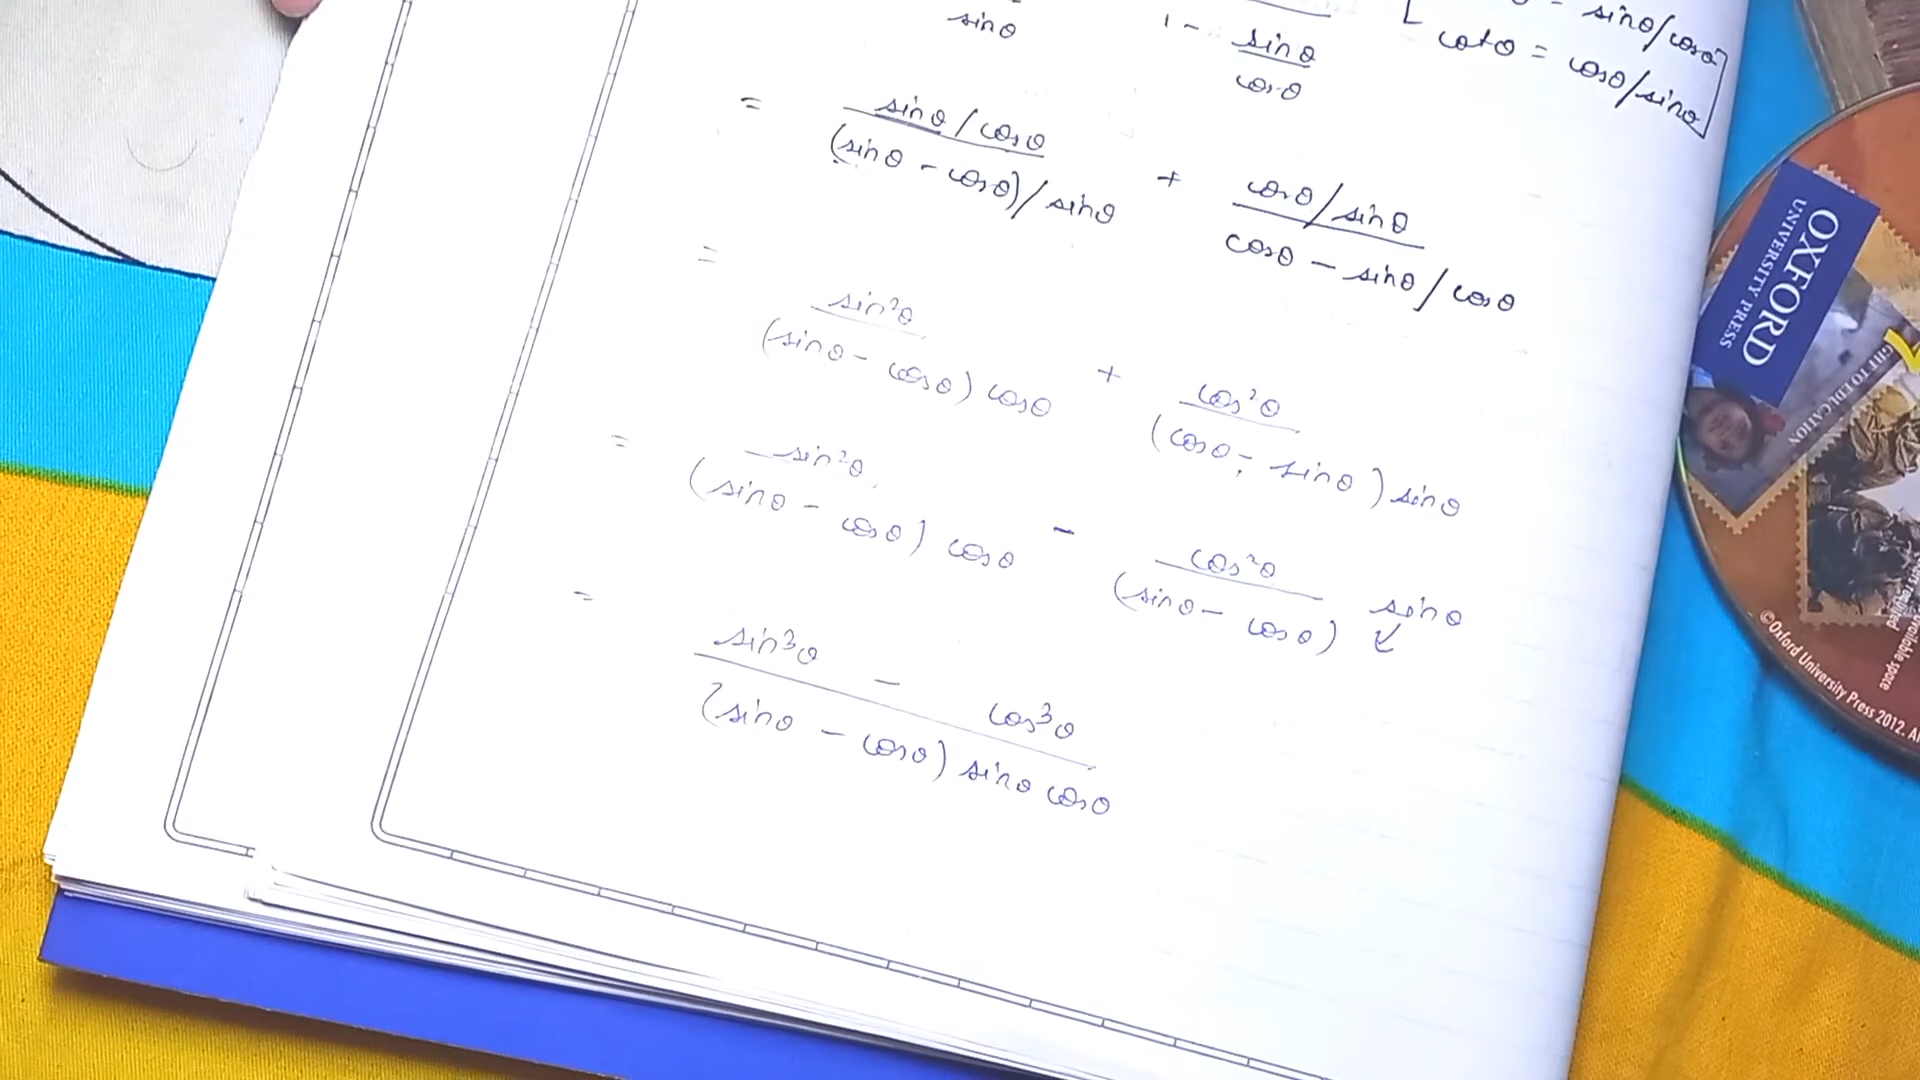 sinθ
1 - sinθ/cosθ
- sinθ/cosθ
cotθ = cosθ/sinθ]
= sinθ/cosθ / (sinθ - cosθ)/sinθ + cosθ/sinθ / cosθ - sinθ/cosθ
= sin²θ / (sinθ - cosθ) cosθ + cos²θ / (cosθ - sinθ) sinθ
= sin²θ / (sinθ - cosθ) cosθ - cos²θ / (sinθ - cosθ) sinθ
= sin³θ - cos³θ / (sinθ - cosθ) sinθ cosθ
OXFORD
UNIVERSITY PRESS
GHT TO EDUCATION
©Oxford University Press 2012. Al